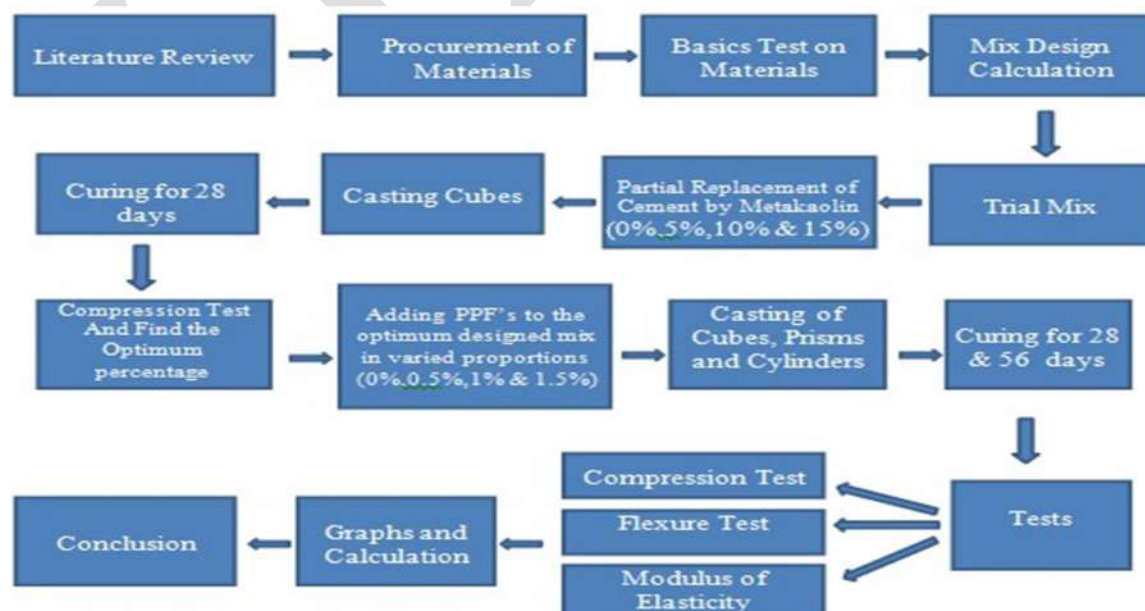 Literature Review
Procurement of
Materials
Basics Test on
Materials
Mix Design
Calculation
Trial Mix
Partial Replacement of
Cement by Metakaolin
(0%.5%,10% & 15%)
Casting Cubes
Curing for 28
days
Compression Test
And Find the
Optimum
percentage
Adding PPF's to the
optimum designed mix
in varied proportions
(0%.0.5%,1% & 1.5%)
Casting of
Cubes, Prisms
and Cylinders
Curing for 28
& 56 days
Tests
Compression Test
Flexure Test
Modulus of
Elasticity
Graphs and
Calculation
Conclusion